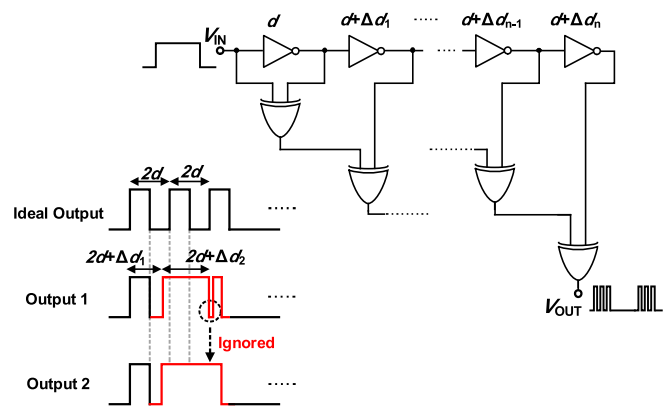 d
d+Δd1
......
d+Δdn-1
d+Δdn
VIN
......
......
......
2d
2d
Ideal Output
......
2d+Δd1
2d+Δd2
Output 1
......
Ignored
VOUT
Output 2
......